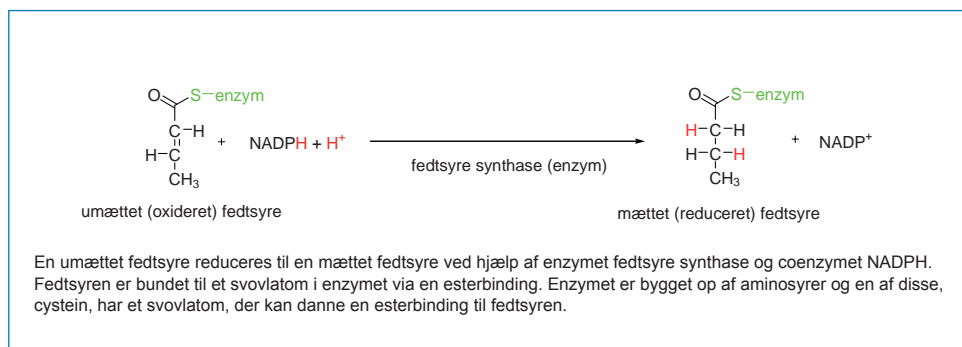 O S–enzym O S–enzym
C–H H C–H
H–C + NADPH + H⁺ H–C–H + NADP⁺
CH₃ fedtsyre synthase (enzym) CH₃
umættet (oxideret) fedtsyre mættet (reduceret) fedtsyre
En umættet fedtsyre reduceres til en mættet fedtsyre ved hjælp af enzymet fedtsyre synthase og coenzymet NADPH.
Fedtsyren er bundet til et svovlatom i enzymet via en esterbinding. Enzymet er bygget op af aminosyrer og en af disse,
cystein, har et svovlatom, der kan danne en esterbinding til fedtsyren.